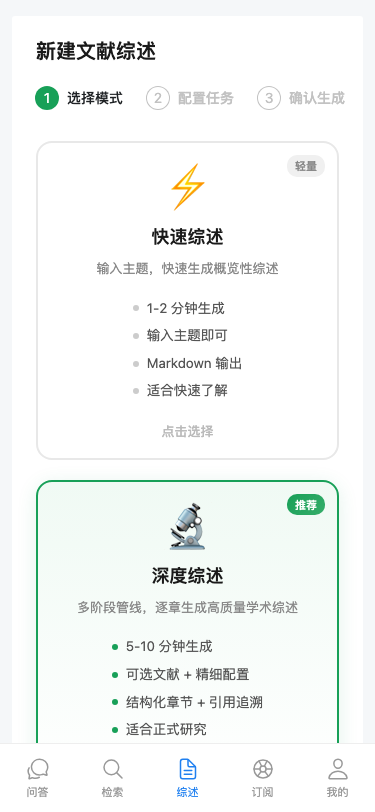 新建文献综述
1 选择模式 2 配置任务 3 确认生成
轻量
快速综述
输入主题，快速生成概览性综述
1-2 分钟生成
输入主题即可
Markdown 输出
适合快速了解
点击选择
推荐
深度综述
多阶段管线，逐章生成高质量学术综述
5-10 分钟生成
可选文献 + 精细配置
结构化章节 + 引用追溯
适合正式研究
问答 检索 综述 订阅 我的